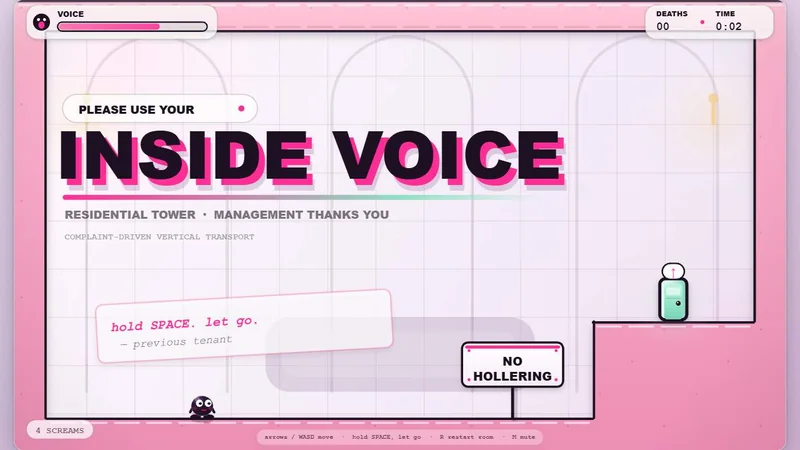 VOICE
DEATHS
00
TIME
0:02
PLEASE USE YOUR
INSIDE VOICE
RESIDENTIAL TOWER · MANAGEMENT THANKS YOU
COMPLAINT-DRIVEN VERTICAL TRANSPORT
hold SPACE. let go.
— previous tenant
↑
NO
HOLLERING
4 SCREAMS
arrows / WASD move · hold SPACE, let go · R restart room · M mute